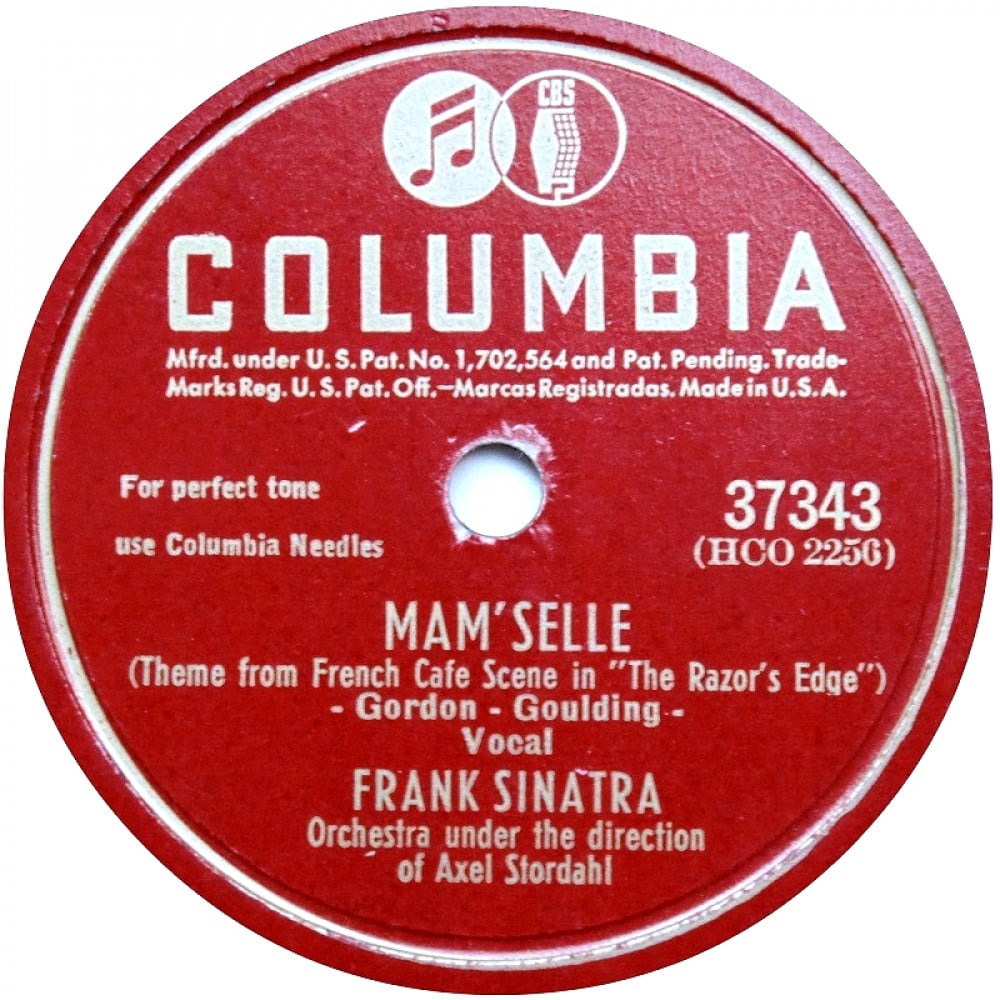 CBS
COLUMBIA
Mfrd. under U.S. Pat. No. 1,702,564 and Pat. Pending. Trade-
Marks Reg. U.S. Pat. Off.—Marcas Registradas. Made in U.S.A.
For perfect tone
use Columbia Needles
37343
(HCO 2256)
MAM'SELLE
(Theme from French Cafe Scene in "The Razor's Edge")
- Gordon - Goulding -
Vocal
FRANK SINATRA
Orchestra under the direction
of Axel Stordahl